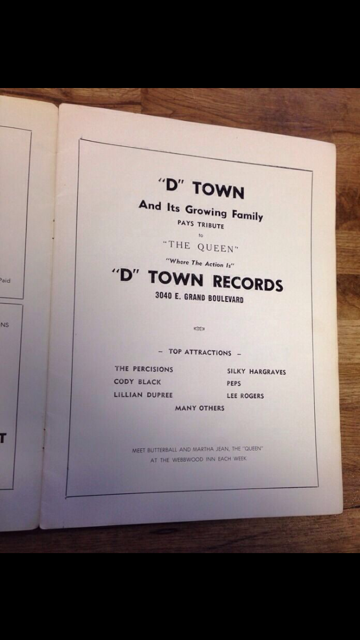 Paid
NS
T
"D" TOWN
And Its Growing Family
PAYS TRIBUTE
to
"THE QUEEN"
"Where The Action Is"
"D" TOWN RECORDS
3040 E. GRAND BOULEVARD
— TOP ATTRACTIONS —
THE PERCISIONS SILKY HARGRAVES
CODY BLACK PEPS
LILLIAN DUPREE LEE ROGERS
MANY OTHERS
MEET BUTTERBALL AND MARTHA JEAN, THE "QUEEN"
AT THE WEBBWOOD INN EACH WEEK